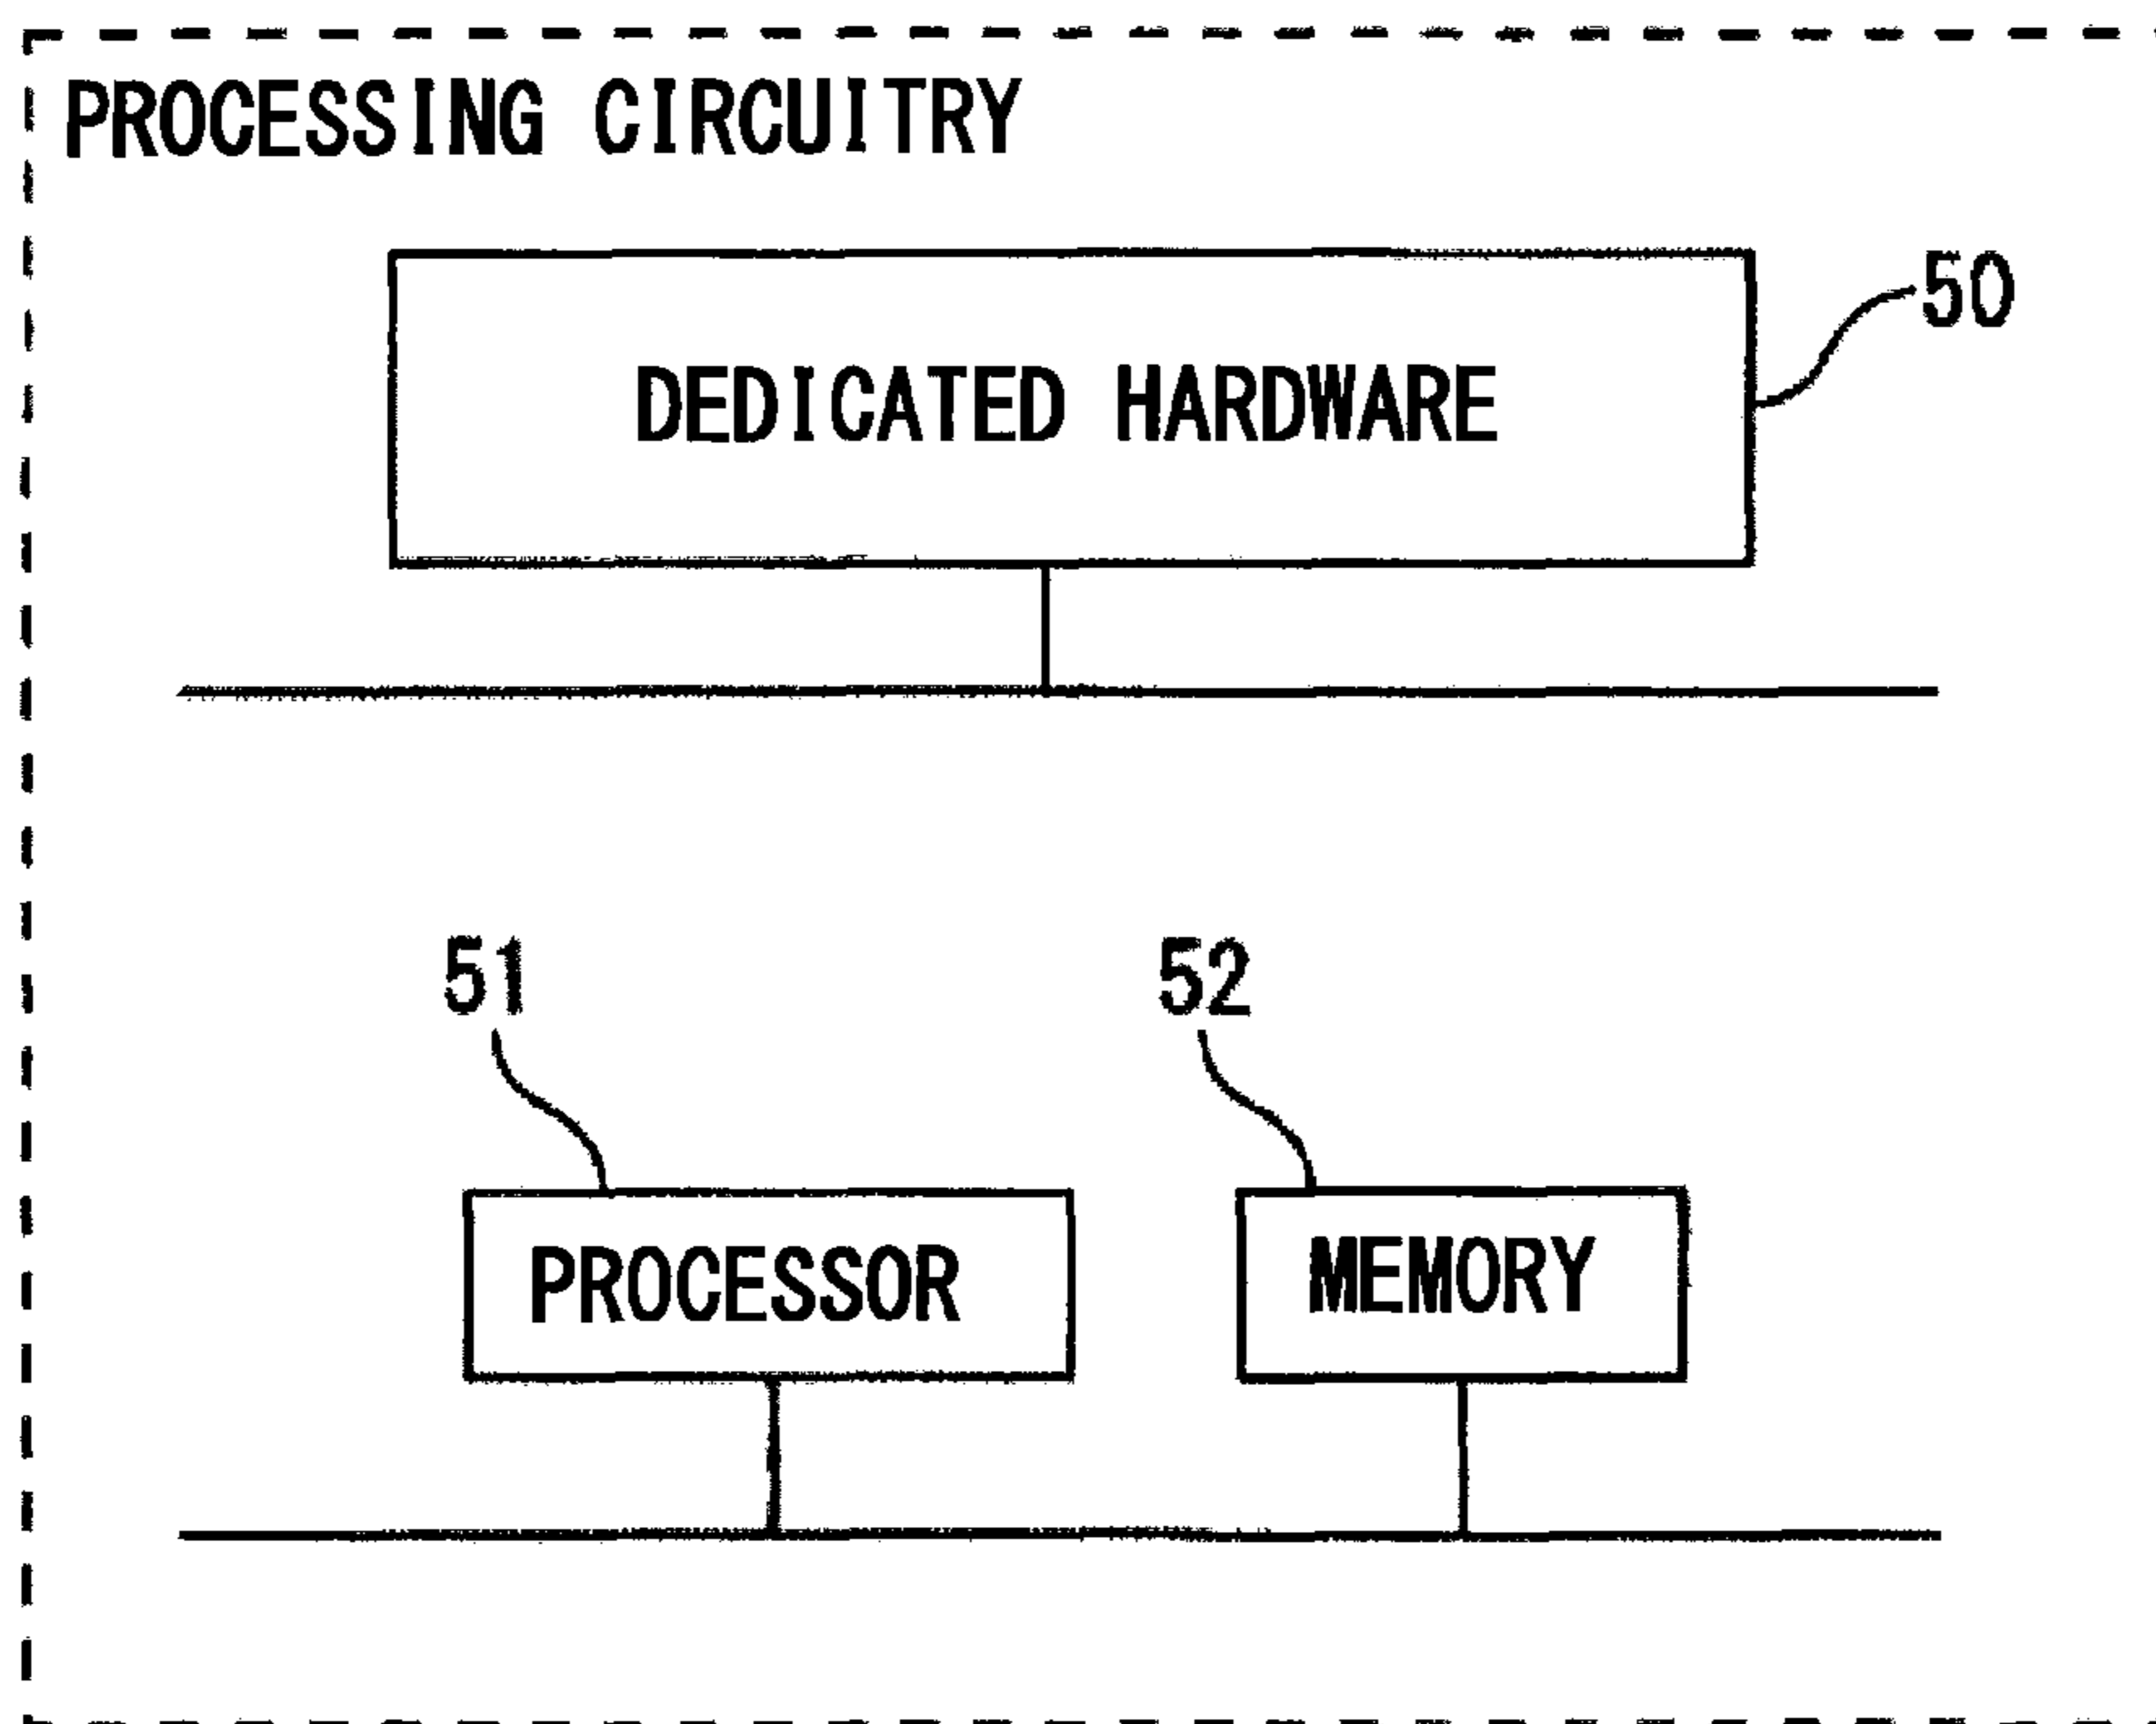 PROCESSING CIRCUITRY
50
DEDICATED HARDWARE
51
52
PROCESSOR
MEMORY